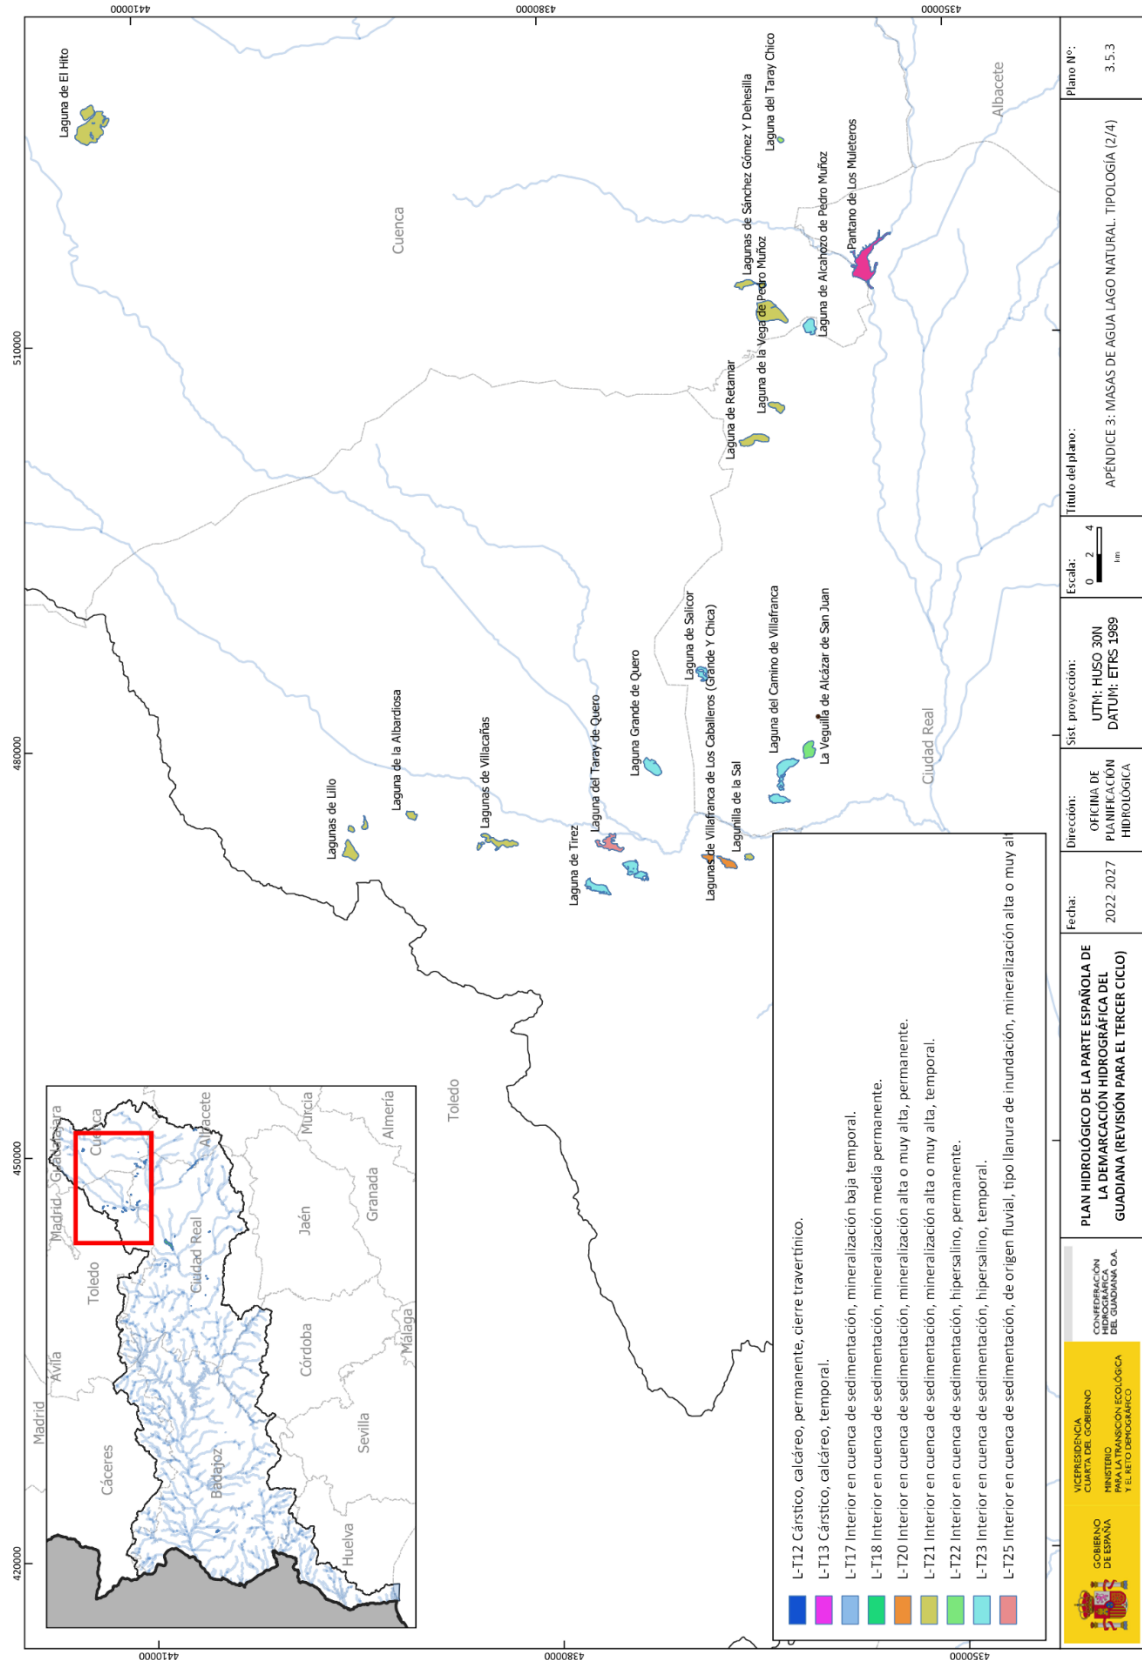 420000
450000
480000
510000
4410000
4380000
4350000
4410000
4380000
4350000
Madrid
Ávila
Cáceres
Toledo
Madrid
Guadalajara
Cuenca
Badajoz
Ciudad Real
Albacete
Huelva
Sevilla
Córdoba
Málaga
Jaén
Granada
Murcia
Almería
Laguna de El Hito
Cuenca
Lagunas de Lillo
Laguna de la Albardiosa
Lagunas de Villacañas
Laguna de Tirez
Laguna del Taray de Quero
Laguna Grande de Quero
Laguna de Salicor
Lagunas de Villafranca de Los Caballeros (Grande Y Chica)
Lagunilla de la Sal
Laguna del Camino de Villafranca
La Veguilla de Alcázar de San Juan
Laguna de Retamar
Laguna de la Vega de Pedro Muñoz
Lagunas de Sánchez Gómez Y Dehesilla
Laguna del Taray Chico
Laguna de Alcahozo de Pedro Muñoz
Pantano de Los Muleteros
Toledo
Ciudad Real
Albacete
L-T12 Cárstico, calcáreo, permanente, cierre travertínico.
L-T13 Cárstico, calcáreo, temporal.
L-T17 Interior en cuenca de sedimentación, mineralización baja temporal.
L-T18 Interior en cuenca de sedimentación, mineralización media permanente.
L-T20 Interior en cuenca de sedimentación, mineralización alta o muy alta, permanente.
L-T21 Interior en cuenca de sedimentación, mineralización alta o muy alta, temporal.
L-T22 Interior en cuenca de sedimentación, hipersalino, permanente.
L-T23 Interior en cuenca de sedimentación, hipersalino, temporal.
L-T25 Interior en cuenca de sedimentación, de origen fluvial, tipo llanura de inundación, mineralización alta o muy alt
GOBIERNO
DE ESPAÑA
VICEPRESIDENCIA
CUARTA DEL GOBIERNO
MINISTERIO
PARA LA TRANSICIÓN ECOLÓGICA
Y EL RETO DEMOGRÁFICO
CONFEDERACIÓN
HIDROGRÁFICA
DEL GUADIANA O.A.
PLAN HIDROLÓGICO DE LA PARTE ESPAÑOLA DE
LA DEMARCACIÓN HIDROGRÁFICA DEL
GUADIANA (REVISIÓN PARA EL TERCER CICLO)
Fecha:
2022 2027
Dirección:
OFICINA DE
PLANIFICACIÓN
HIDROLÓGICA
Sist. proyección:
UTM: HUSO 30N
DATUM: ETRS 1989
Escala:
0 2 4
km
Título del plano:
APÉNDICE 3: MASAS DE AGUA LAGO NATURAL. TIPOLOGÍA (2/4)
Plano Nº:
3.5.3